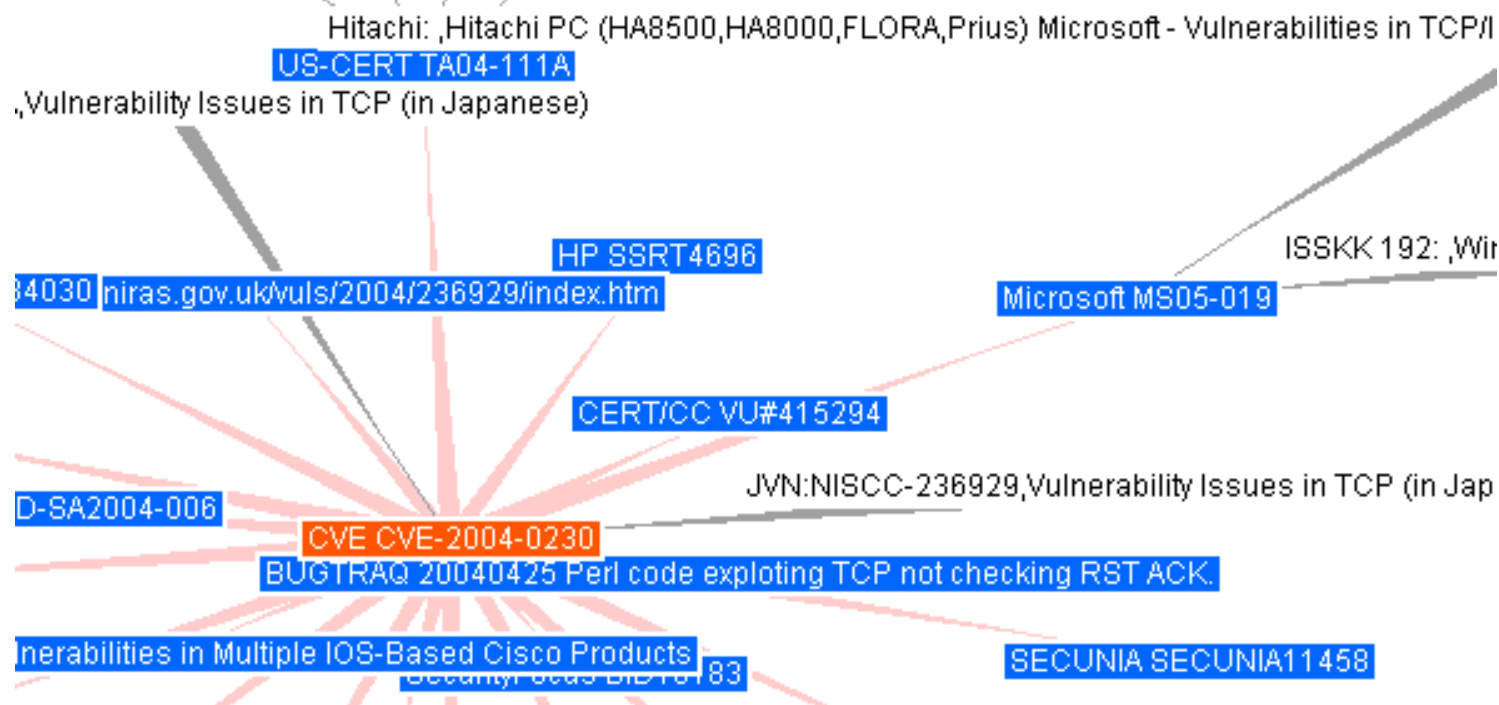 Hitachi: ,Hitachi PC (HA8500,HA8000,FLORA,Prius) Microsoft - Vulnerabilities in TCP/I
US-CERT TA04-111A
.,Vulnerability Issues in TCP (in Japanese)
HP SSRT4696
ISSKK 192: ,Wir
34030
niras.gov.uk/vuls/2004/236929/index.htm
Microsoft MS05-019
CERT/CC VU#415294
JVN:NISCC-236929,Vulnerability Issues in TCP (in Jap
D-SA2004-006
CVE CVE-2004-0230
BUGTRAQ 20040425 Perl code exploting TCP not checking RST ACK.
lnerabilities in Multiple IOS-Based Cisco Products
SECUNIA SECUNIA11458